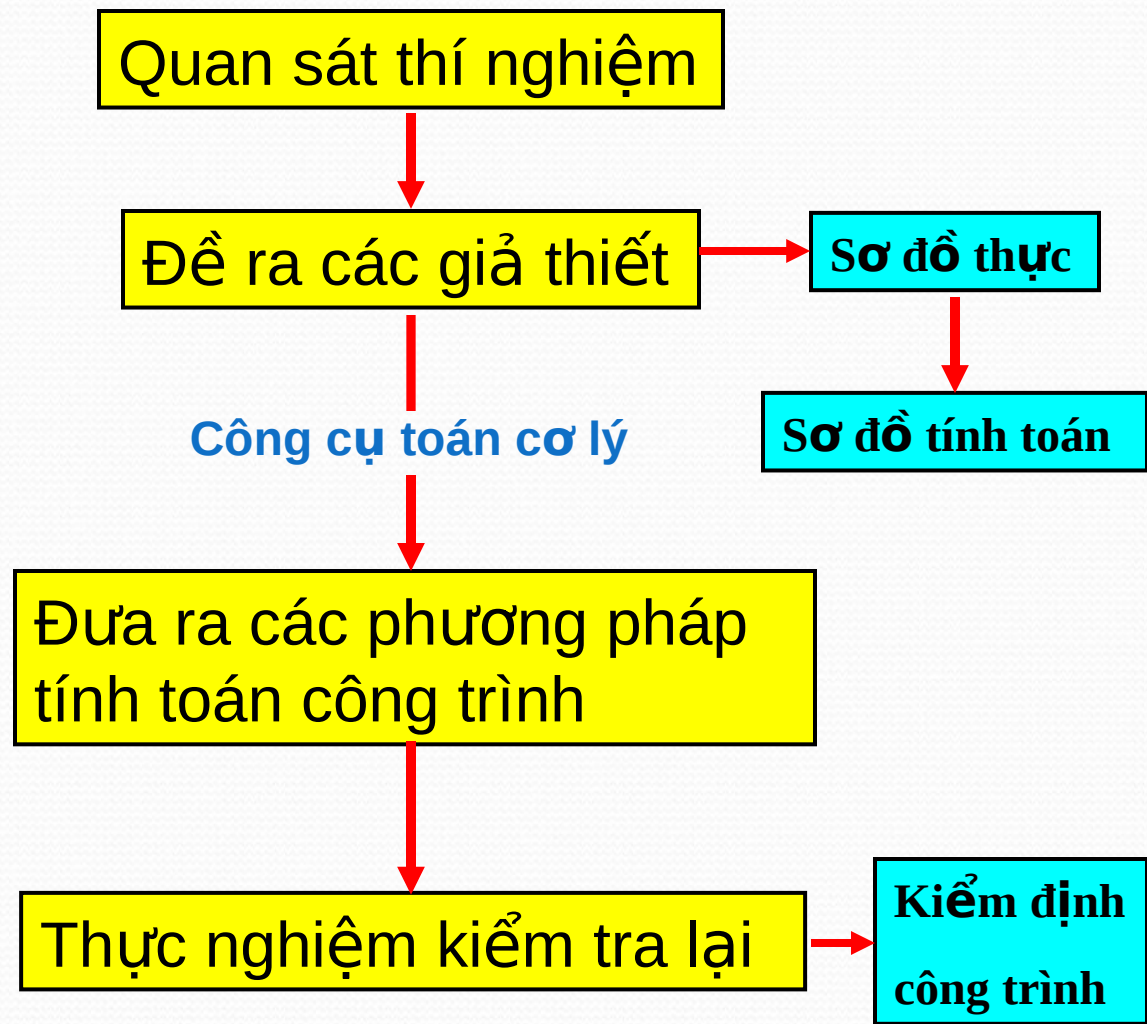 Quan sát thí nghiệm
Đề ra các giả thiết
Sơ đồ thực
Công cụ toán cơ lý
Sơ đồ tính toán
Đưa ra các phương pháp
tính toán công trình
Thực nghiệm kiểm tra lại
Kiểm định
công trình